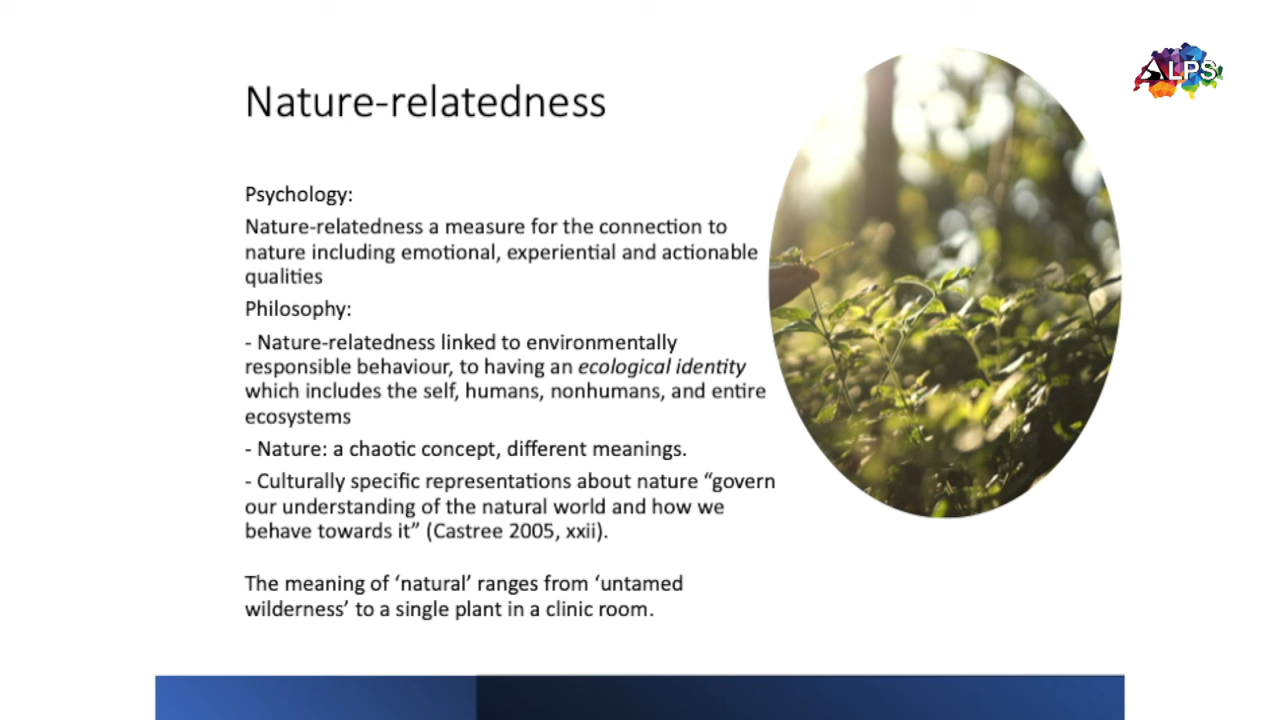 ALPS
Nature-relatedness
Psychology:
Nature-relatedness a measure for the connection to
nature including emotional, experiential and actionable
qualities
Philosophy:
- Nature-relatedness linked to environmentally
responsible behaviour, to having an ecological identity
which includes the self, humans, nonhumans, and entire
ecosystems
- Nature: a chaotic concept, different meanings.
- Culturally specific representations about nature “govern
our understanding of the natural world and how we
behave towards it” (Castree 2005, xxii).
The meaning of ‘natural’ ranges from ‘untamed
wilderness’ to a single plant in a clinic room.